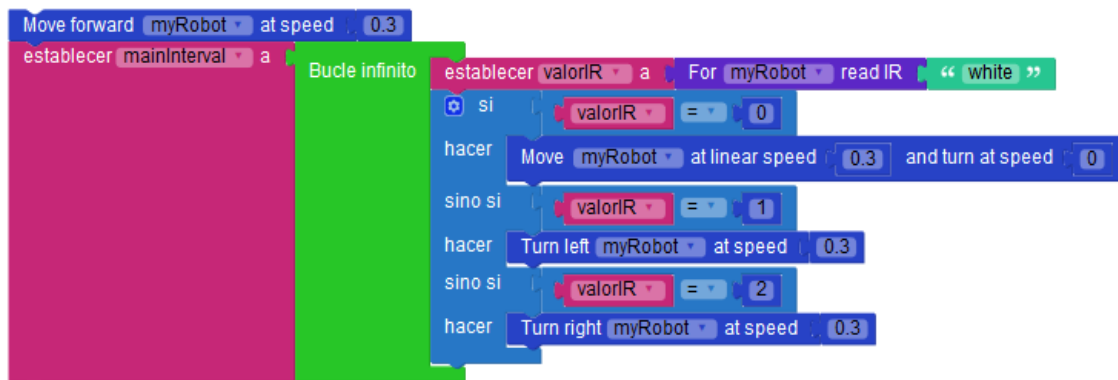 Move forward myRobot at speed 0.3
establecer mainInterval a Bucle infinito
establecer valorIR a For myRobot read IR “ white ”
si valorIR = 0
hacer Move myRobot at linear speed 0.3 and turn at speed 0
sino si valorIR = 1
hacer Turn left myRobot at speed 0.3
sino si valorIR = 2
hacer Turn right myRobot at speed 0.3